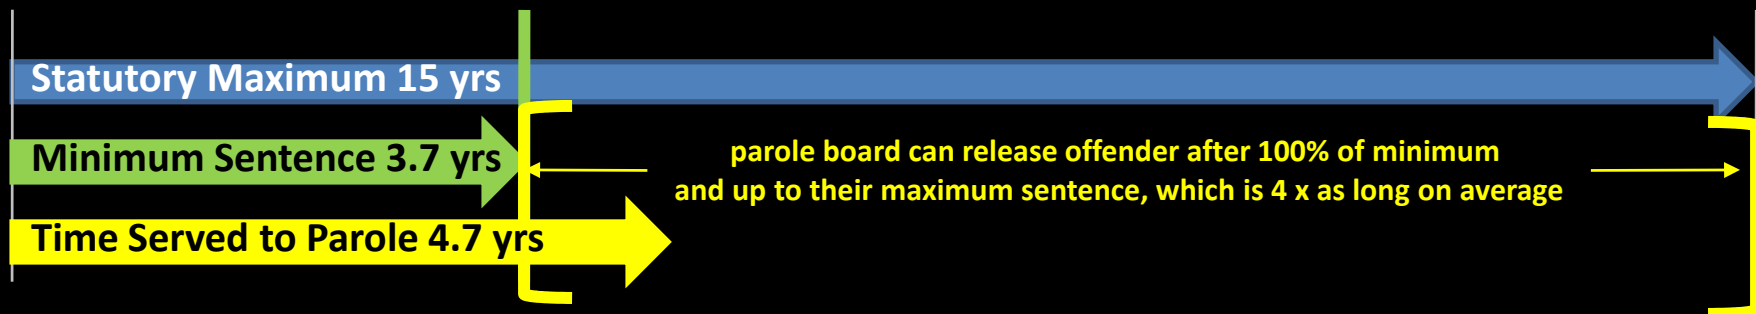 Statutory Maximum 15 yrs
Minimum Sentence 3.7 yrs
parole board can release offender after 100% of minimum
and up to their maximum sentence, which is 4 x as long on average
Time Served to Parole 4.7 yrs